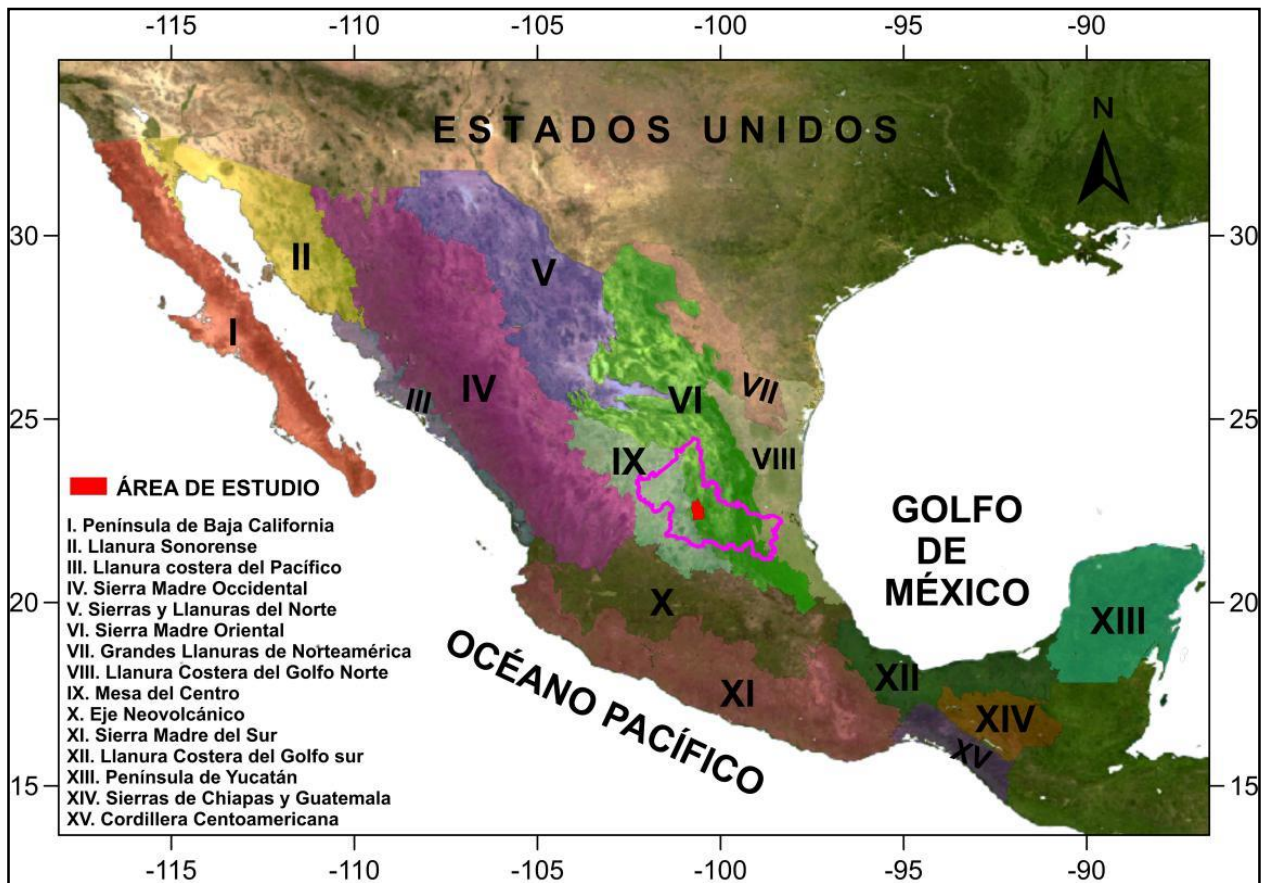 -115 -110 -105 -100 -95 -90
N
ESTADOS UNIDOS
30 30
II
V
I
IV
III
VI
VII
25 25
IX
VIII
ÁREA DE ESTUDIO
GOLFO
DE
MÉXICO
I. Península de Baja California
II. Llanura Sonorense
III. Llanura costera del Pacífico
IV. Sierra Madre Occidental
V. Sierras y Llanuras del Norte
VI. Sierra Madre Oriental
VII. Grandes Llanuras de Norteamérica
VIII. Llanura Costera del Golfo Norte
IX. Mesa del Centro
X. Eje Neovolcánico
XI. Sierra Madre del Sur
XII. Llanura Costera del Golfo sur
XIII. Península de Yucatán
XIV. Sierras de Chiapas y Guatemala
XV. Cordillera Centoamericana
20 20
X
XIII
OCÉANO PACÍFICO
XI
XII
XIV
XV
15 15
-115 -110 -105 -100 -95 -90